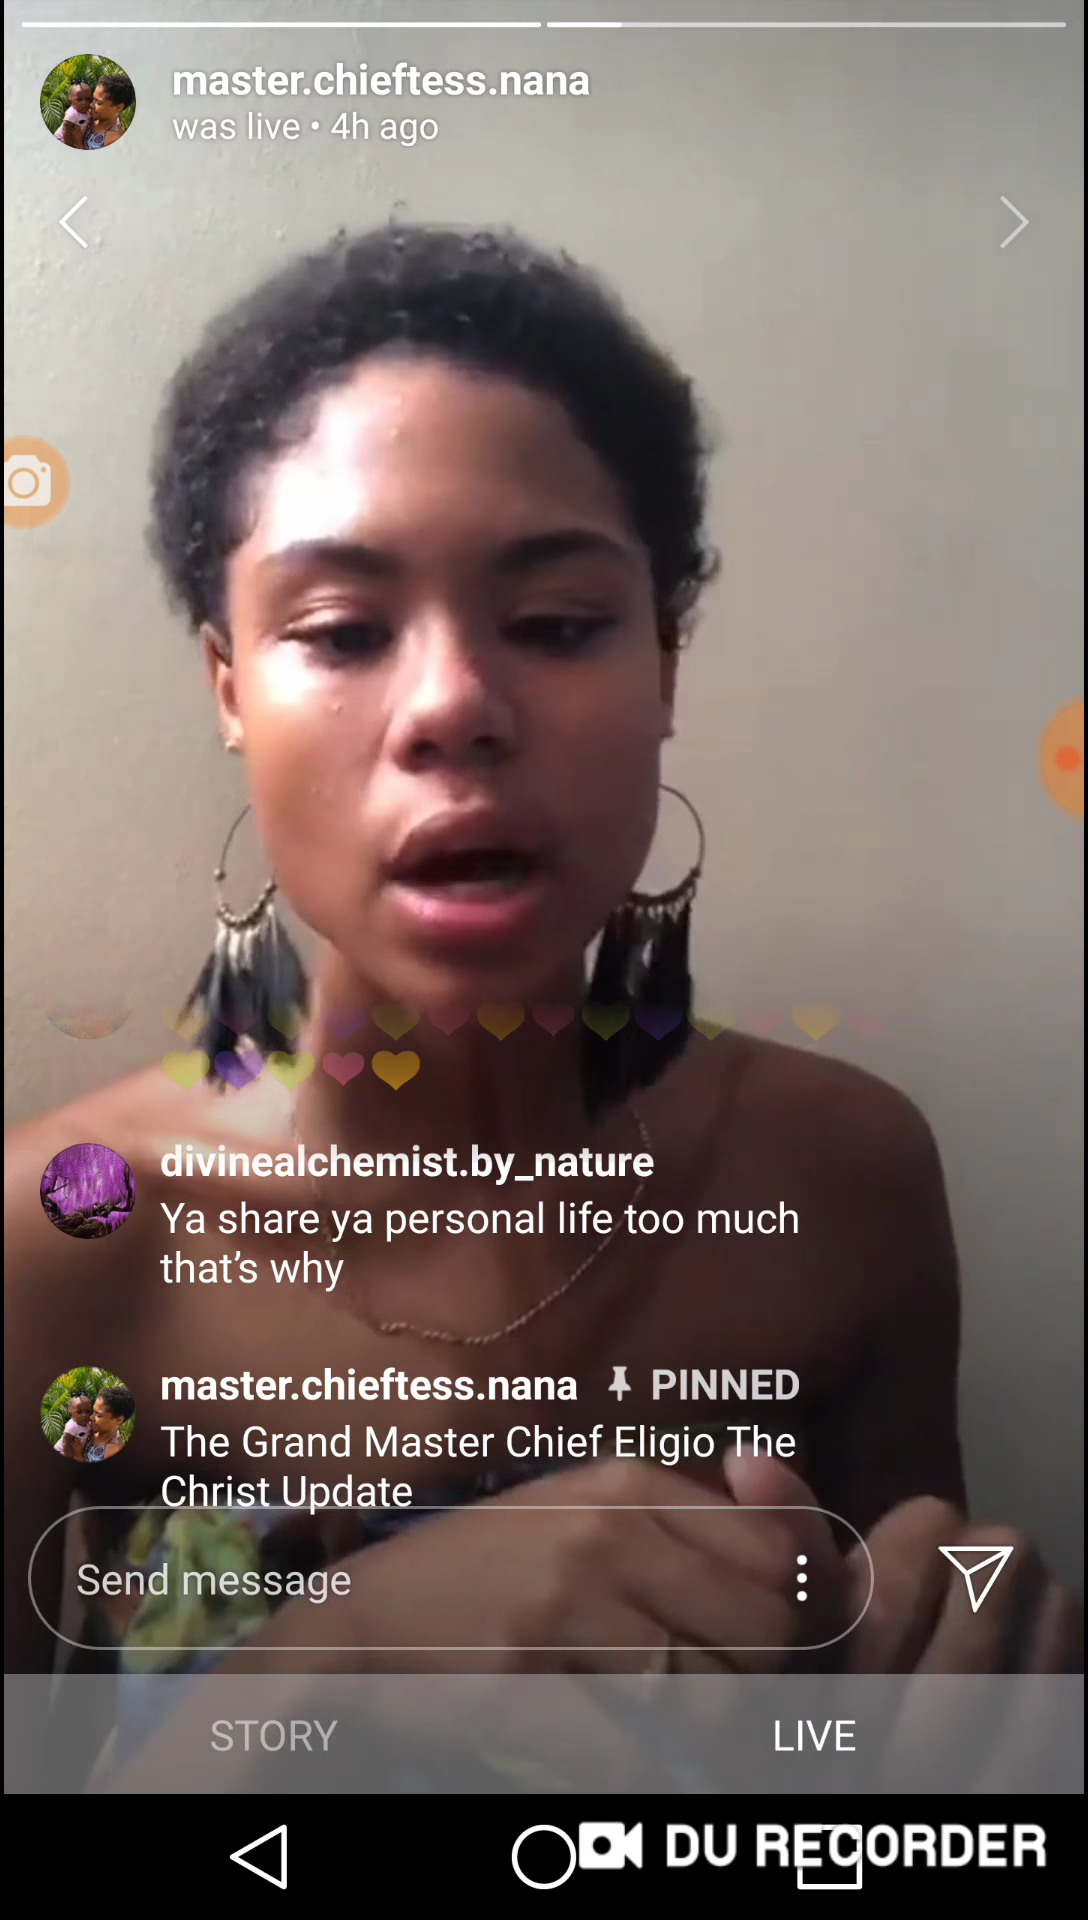 master.chieftess.nana
was live • 4h ago
divinealchemist.by_nature
Ya share ya personal life too much
that's why
master.chieftess.nana PINNED
The Grand Master Chief Eligio The
Christ Update
Send message
STORY LIVE
DU RECORDER